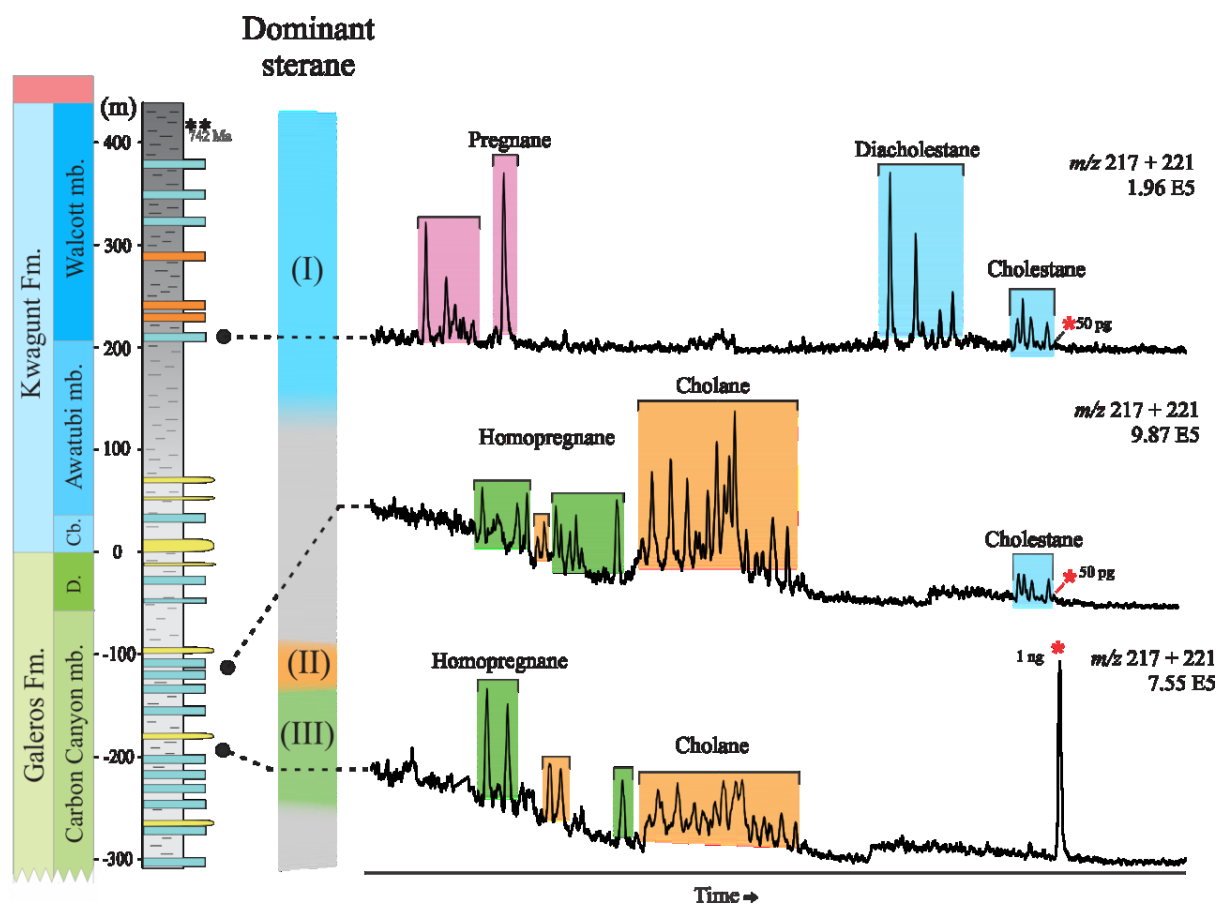 Dominant
sterane
(m)
400
300
200
100
0
-100
-200
-300
Kwagunt Fm.
Galeros Fm.
Walcott mb.
Awatubi mb.
Cb.
D.
Carbon Canyon mb.
**
742 Ma
(I)
(II)
(III)
Pregnane
Diacholestane
Cholestane
*50 pg
m/z 217 + 221
1.96 E5
Homopregnane
Cholane
Cholestane
*50 pg
m/z 217 + 221
9.87 E5
Homopregnane
Cholane
1 ng *
m/z 217 + 221
7.55 E5
Time →